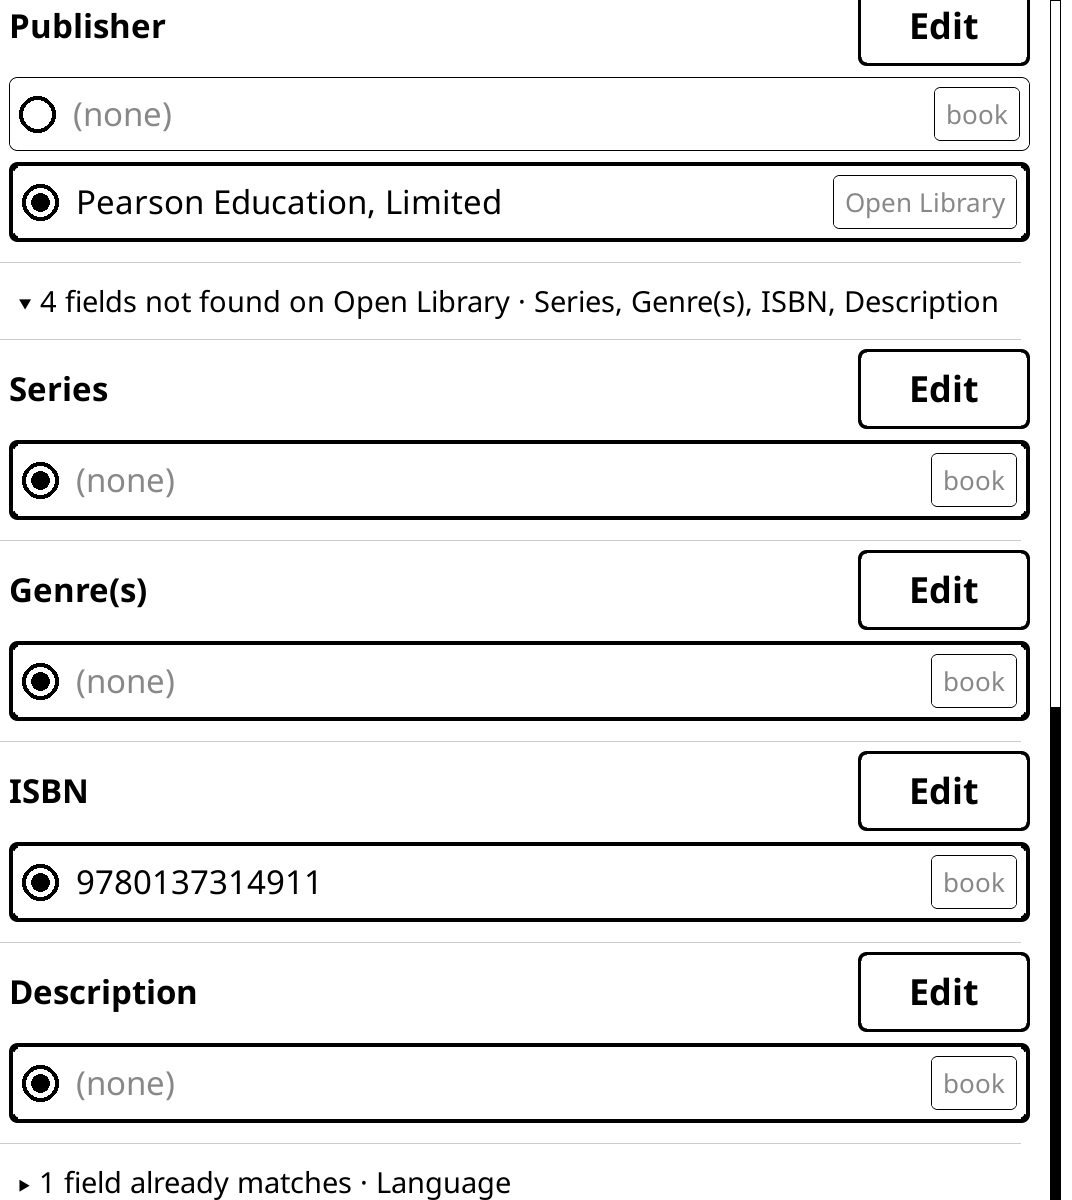 Publisher
Edit
(none)
book
Pearson Education, Limited
Open Library
▾ 4 fields not found on Open Library · Series, Genre(s), ISBN, Description
Series
Edit
(none)
book
Genre(s)
Edit
(none)
book
ISBN
Edit
9780137314911
book
Description
Edit
(none)
book
▸ 1 field already matches · Language